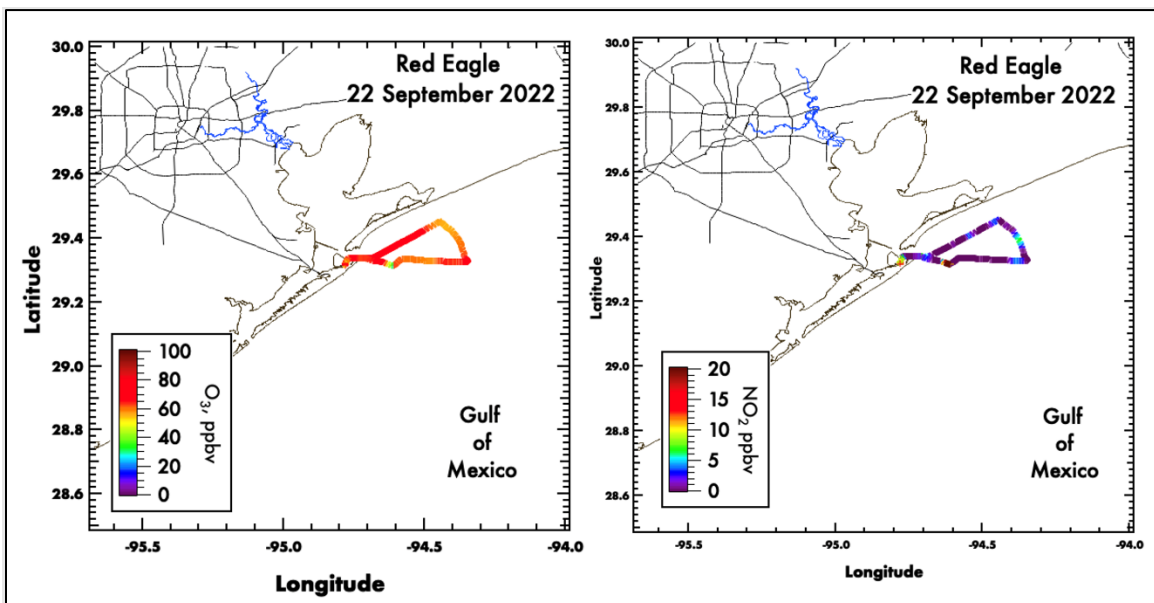 Red Eagle
22 September 2022
30.0
29.8
29.6
29.4
29.2
29.0
28.8
28.6
Latitude
100
80
60
40
20
0
O3, ppbv
Gulf
of
Mexico
-95.5
-95.0
-94.5
-94.0
Longitude
Red Eagle
22 September 2022
30.0
29.8
29.6
29.4
29.2
29.0
28.8
28.6
Latitude
20
15
10
5
0
NO2 ppbv
Gulf
of
Mexico
-95.5
-95.0
-94.5
-94.0
Longitude